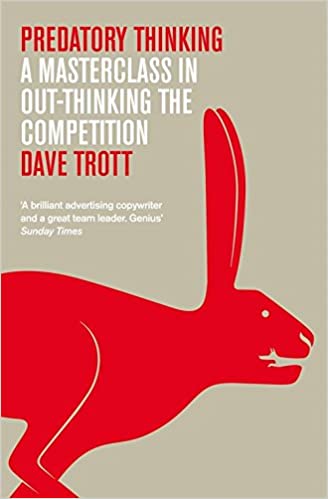 PREDATORY THINKING
A MASTERCLASS IN
OUT-THINKING THE
COMPETITION
DAVE TROTT
'A brilliant advertising copywriter
and a great team leader. Genius'
Sunday Times